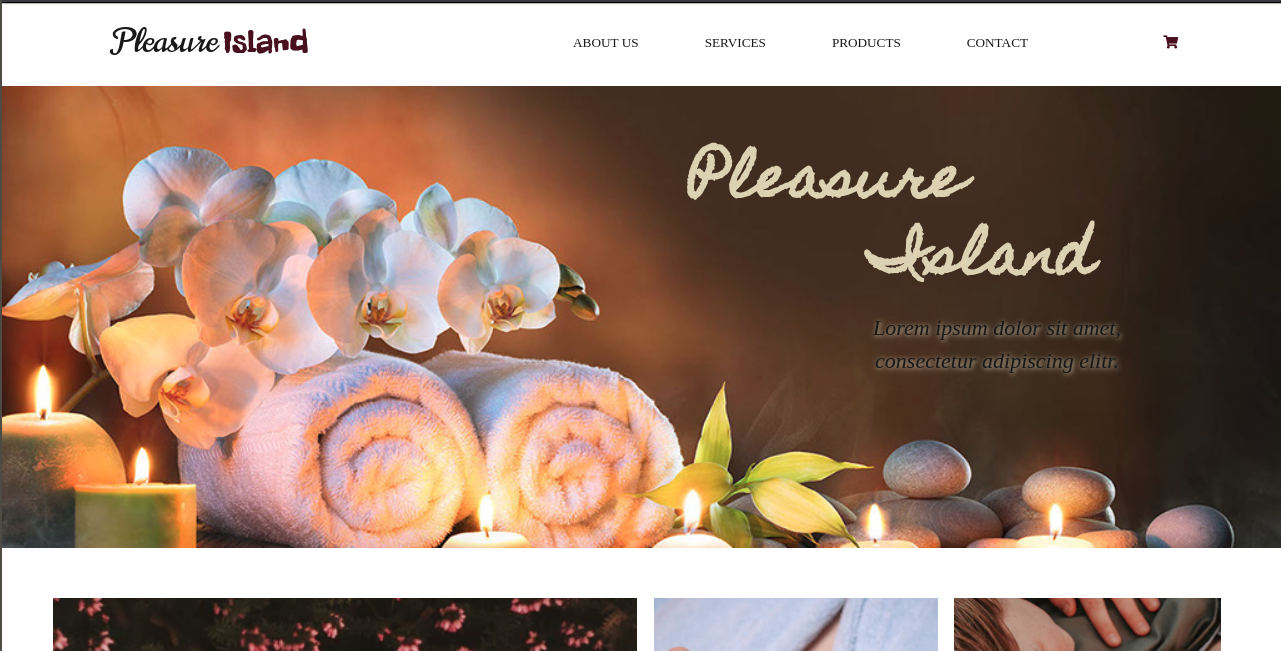 Pleasure Island
ABOUT US
SERVICES
PRODUCTS
CONTACT
Pleasure
Island
Lorem ipsum dolor sit amet,
consectetur adipiscing elitr.